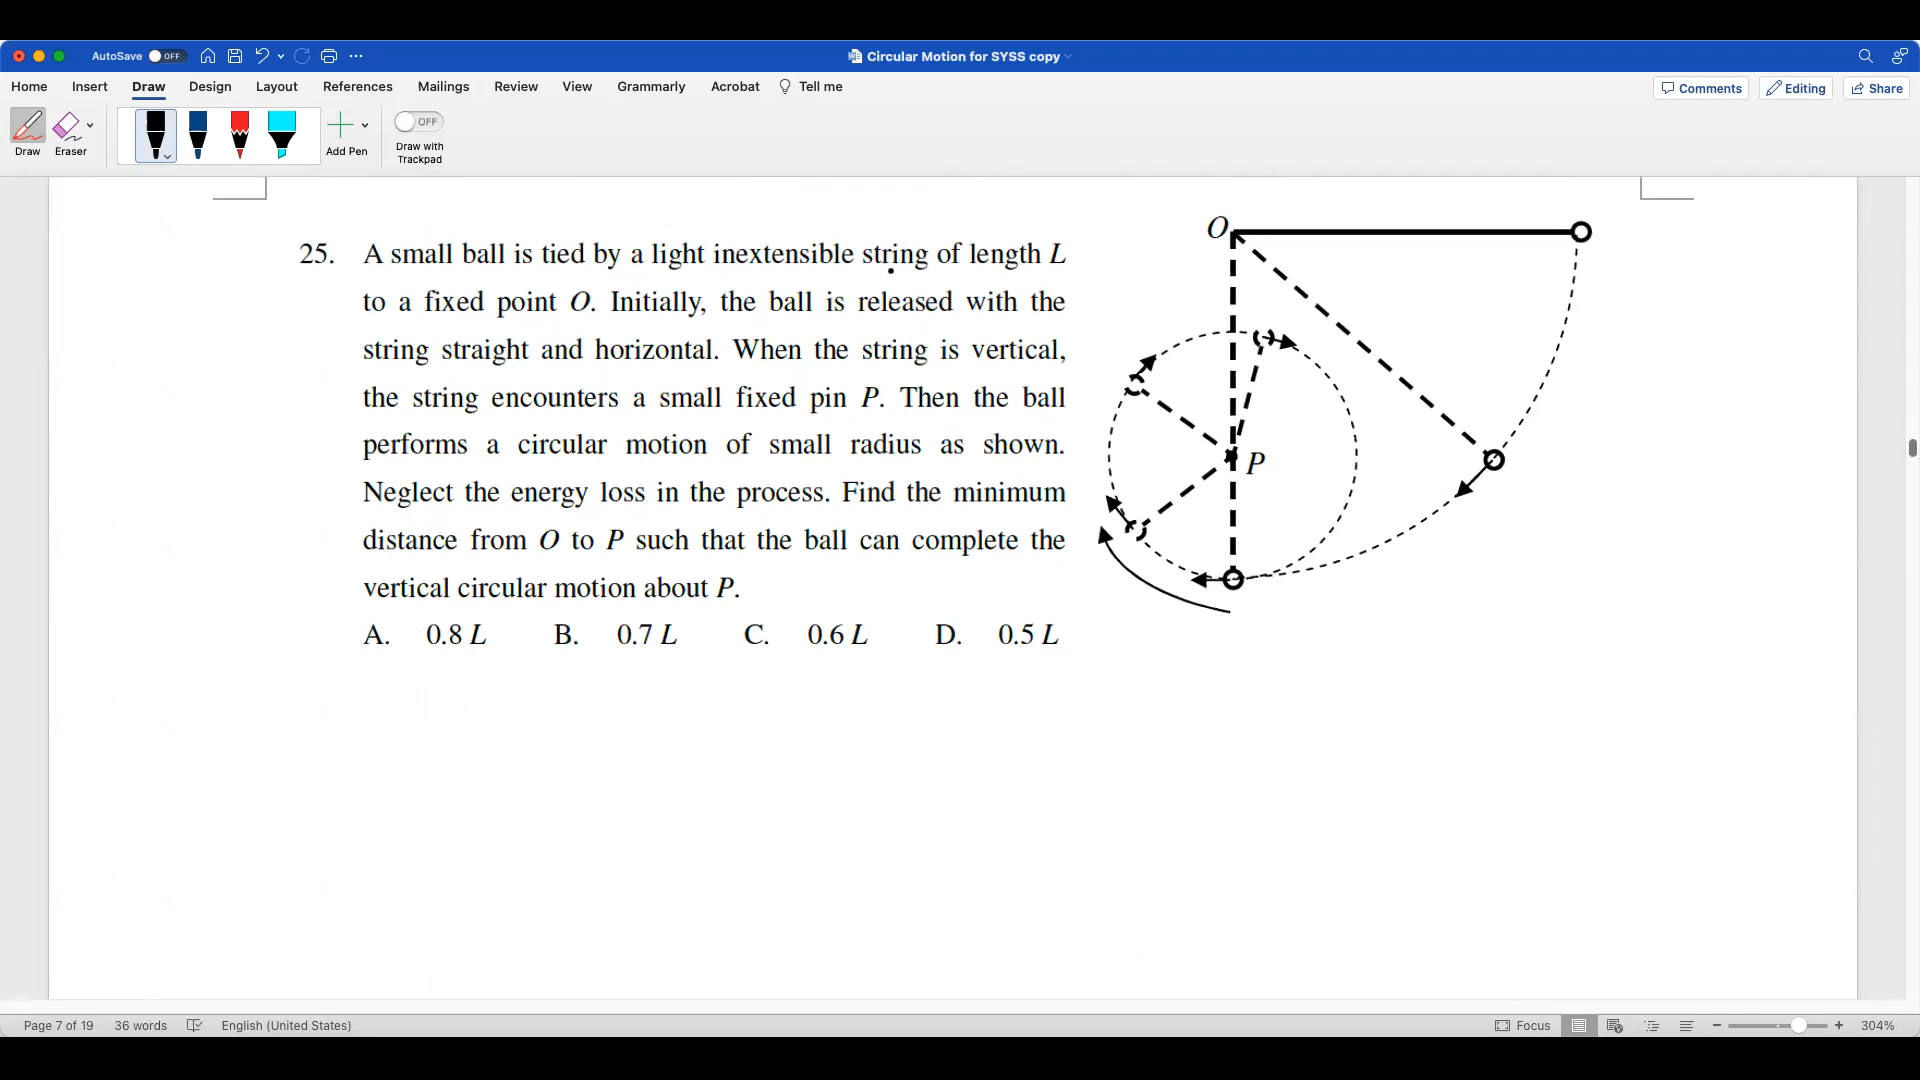 AutoSave OFF
Circular Motion for SYSS copy
Home Insert Draw Design Layout References Mailings Review View Grammarly Acrobat Tell me
Comments Editing Share
OFF
Draw Eraser Add Pen Draw with
Trackpad
25. A small ball is tied by a light inextensible string of length L
to a fixed point O. Initially, the ball is released with the
string straight and horizontal. When the string is vertical,
the string encounters a small fixed pin P. Then the ball
performs a circular motion of small radius as shown.
Neglect the energy loss in the process. Find the minimum
distance from O to P such that the ball can complete the
vertical circular motion about P.
A. 0.8 L B. 0.7 L C. 0.6 L D. 0.5 L
O
P
Page 7 of 19 36 words English (United States) Focus 304%